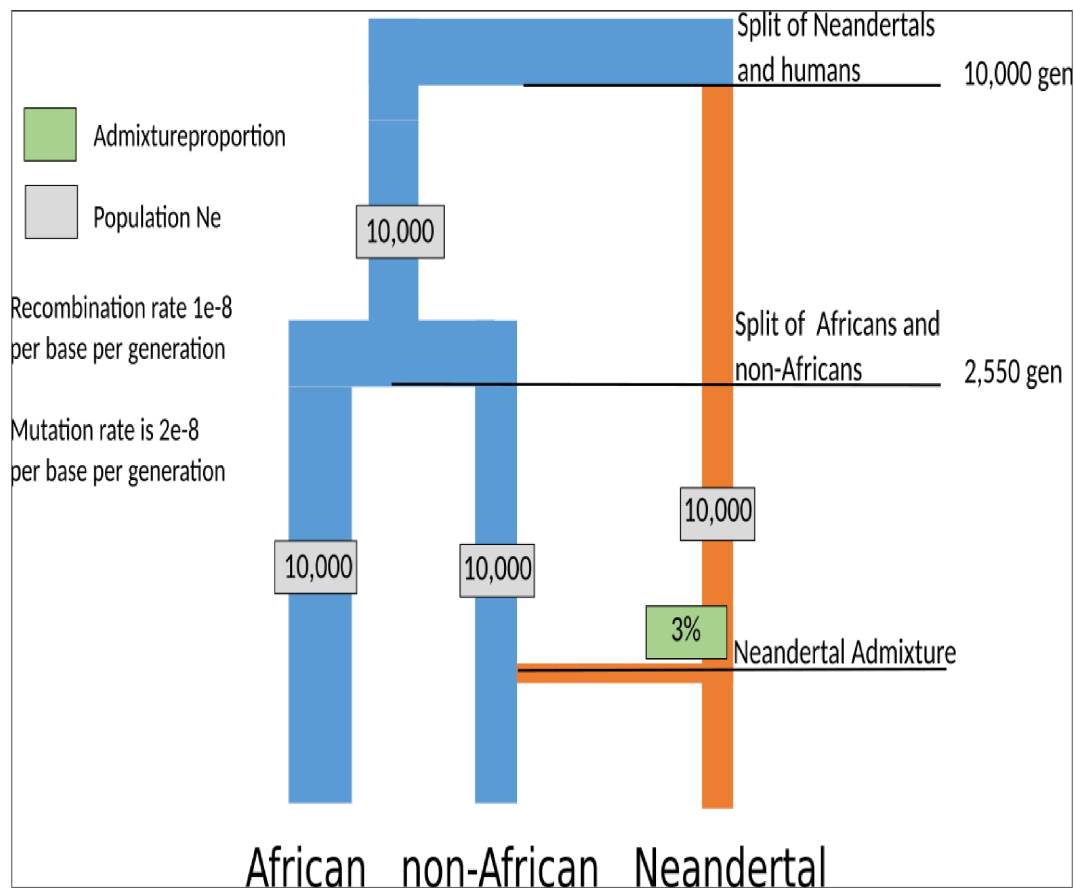 Split of Neandertals
and humans
10,000 gen
Admixtureproportion
Population Ne
10,000
Recombination rate 1e-8
per base per generation
Split of Africans and
non-Africans
2,550 gen
Mutation rate is 2e-8
per base per generation
10,000
10,000
10,000
3%
Neandertal Admixture
African non-African Neandertal